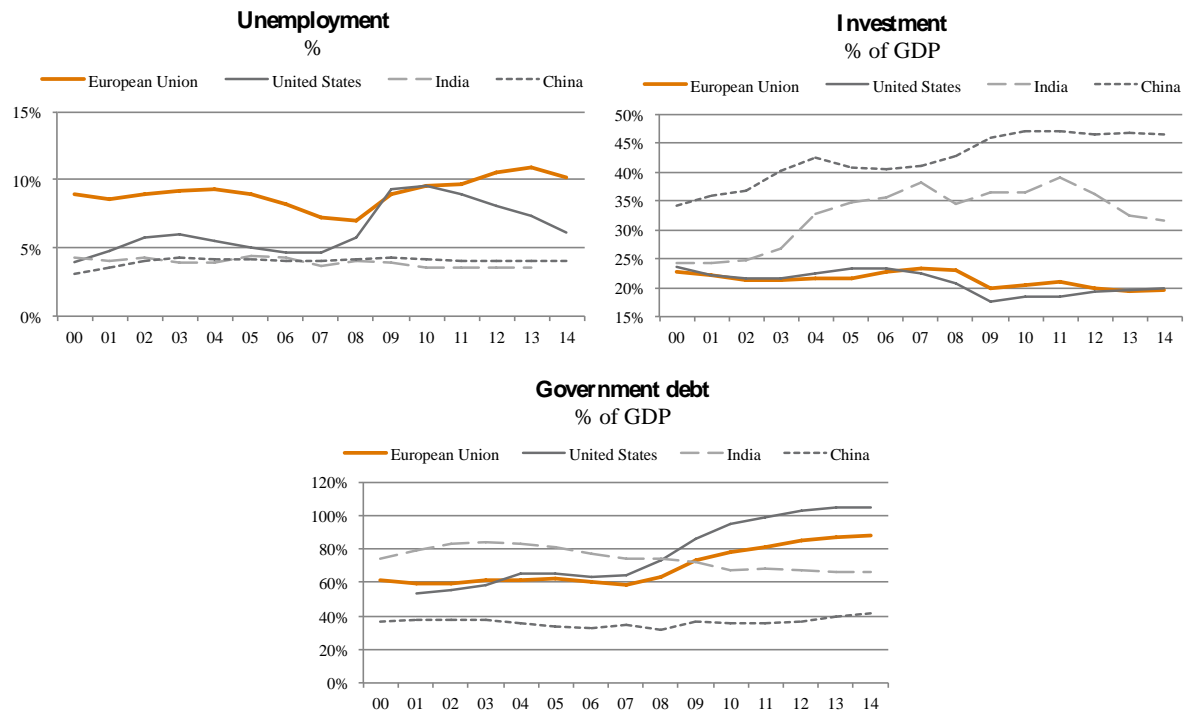 Unemployment
%
European Union United States India China
15%
10%
5%
0%
00 01 02 03 04 05 06 07 08 09 10 11 12 13 14
Investment
% of GDP
European Union United States India China
50%
45%
40%
35%
30%
25%
20%
15%
00 01 02 03 04 05 06 07 08 09 10 11 12 13 14
Government debt
% of GDP
European Union United States India China
120%
100%
80%
60%
40%
20%
0%
00 01 02 03 04 05 06 07 08 09 10 11 12 13 14